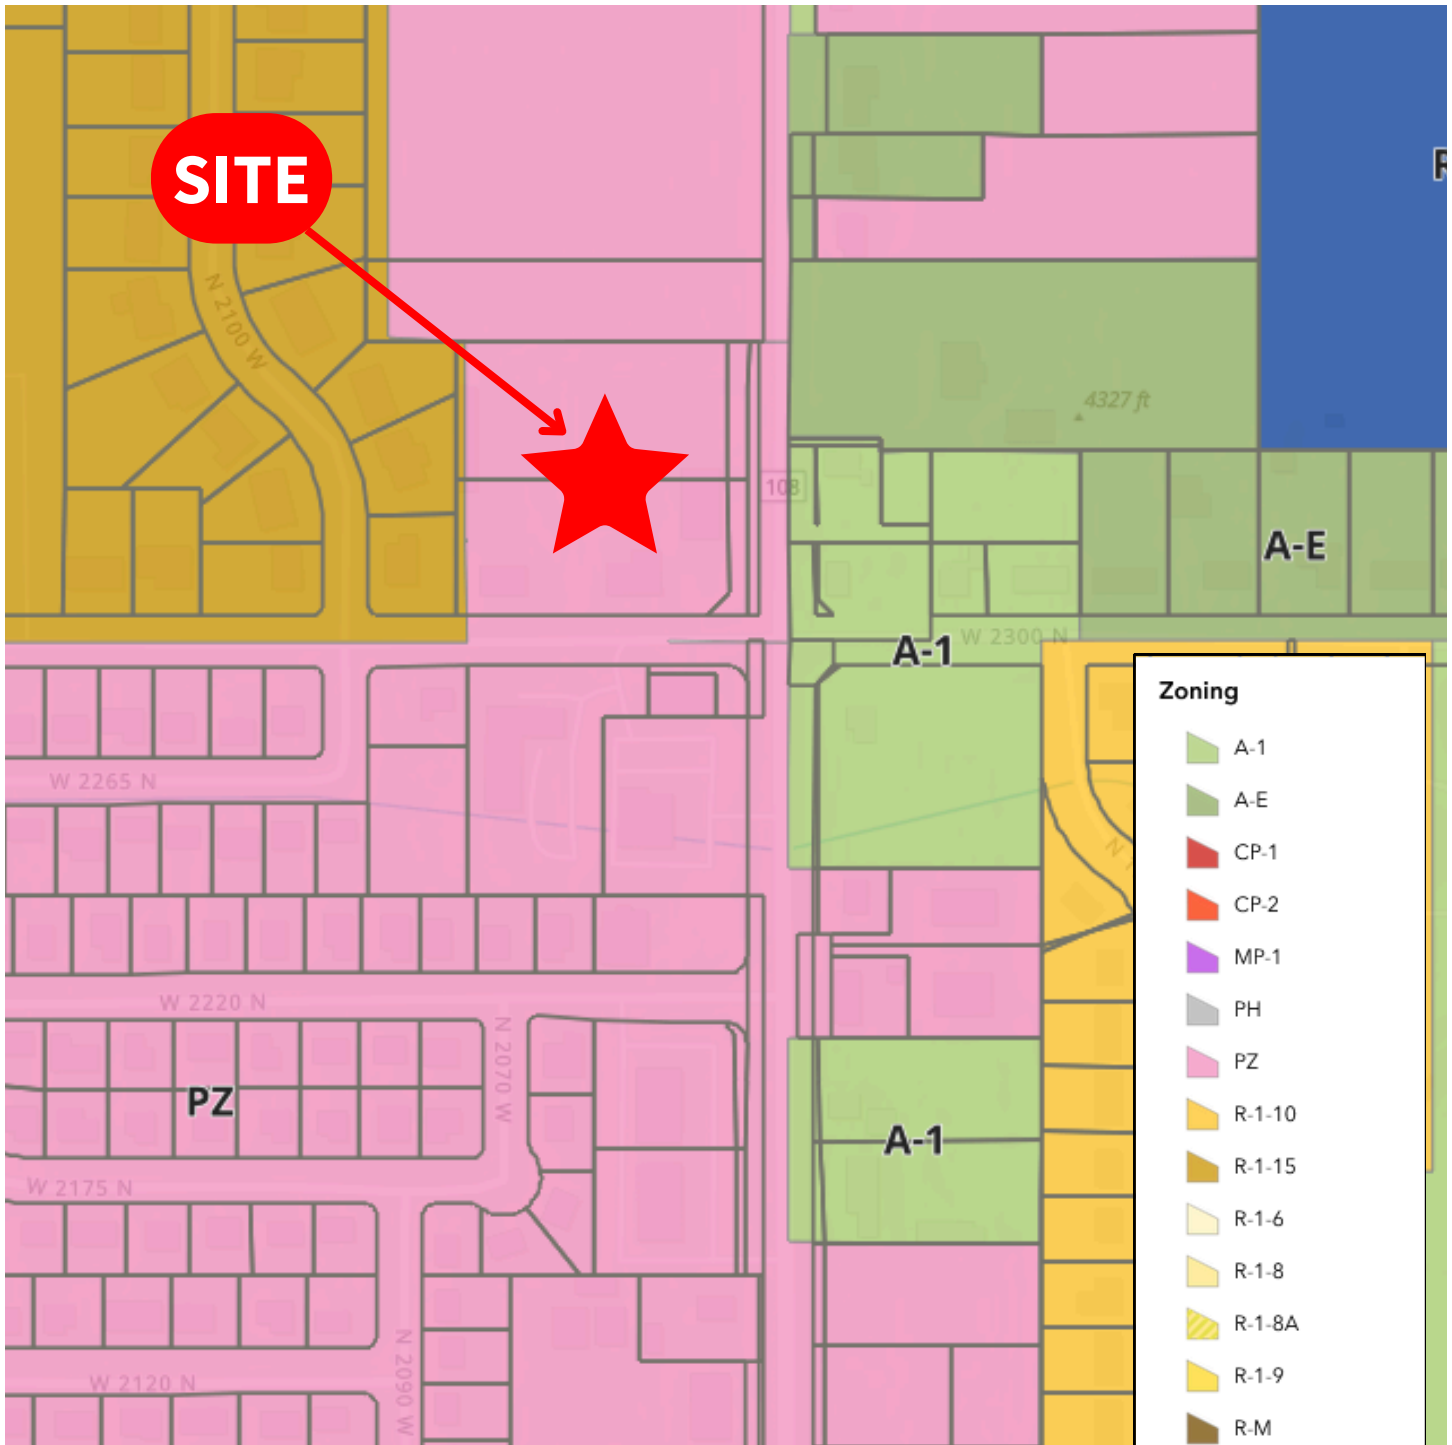 R
SITE
N 2100 W
4327 ft
108
A-E
W 2300 N
A-1
Zoning
A-1
A-E
CP-1
CP-2
MP-1
PH
PZ
R-1-10
R-1-15
R-1-6
R-1-8
R-1-8A
R-1-9
R-M
W 2265 N
N
W 2220 N
N 2070 W
PZ
A-1
W 2175 N
N 2090 W
W 2120 N